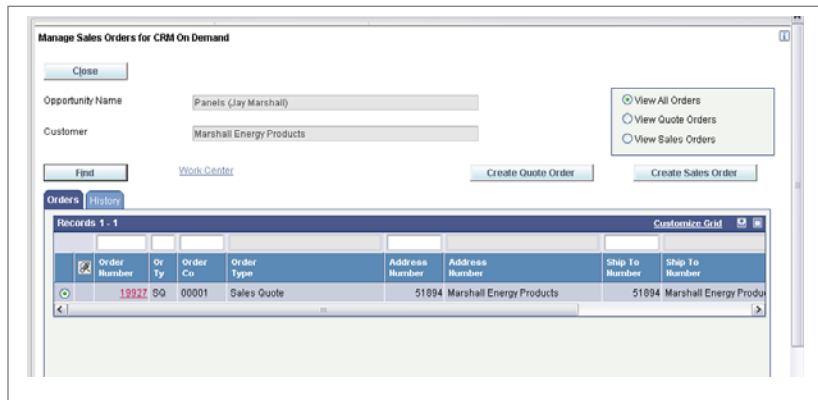 Manage Sales Orders for CRM On Demand
Close
Opportunity Name Panels (Jay Marshall)
Customer Marshall Energy Products
View All Orders
View Quote Orders
View Sales Orders
Find Work Center Create Quote Order Create Sales Order
Orders History
Records 1 - 1 Customize Grid
Order Number Or Ty Order Co Order Type Address Number Address Number Ship To Number Ship To Number
19927 SQ 00001 Sales Quote 51894 Marshall Energy Products 51894 Marshall Energy Produ